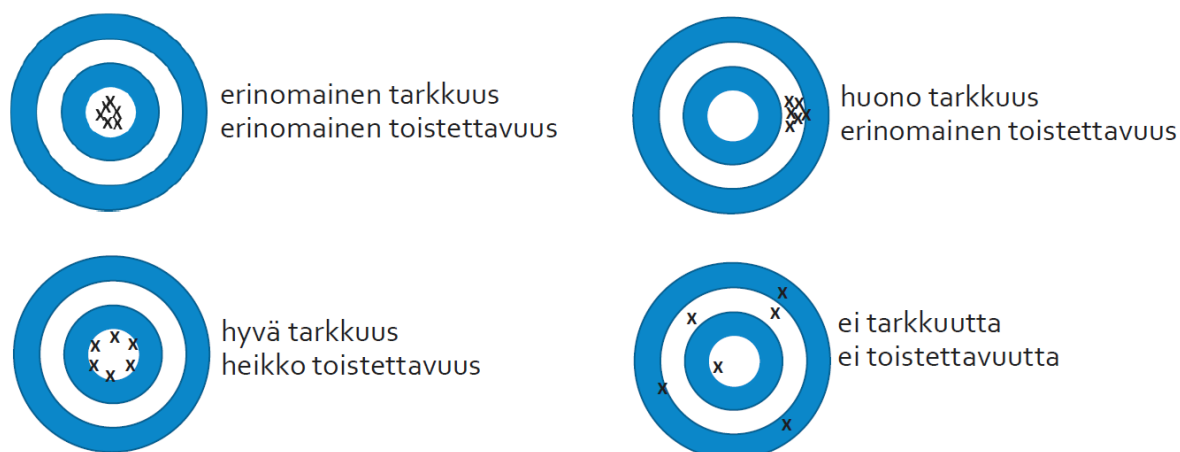 erinomainen tarkkuus
erinomainen toistettavuus
huono tarkkuus
erinomainen toistettavuus
hyvä tarkkuus
heikko toistettavuus
ei tarkkuutta
ei toistettavuutta